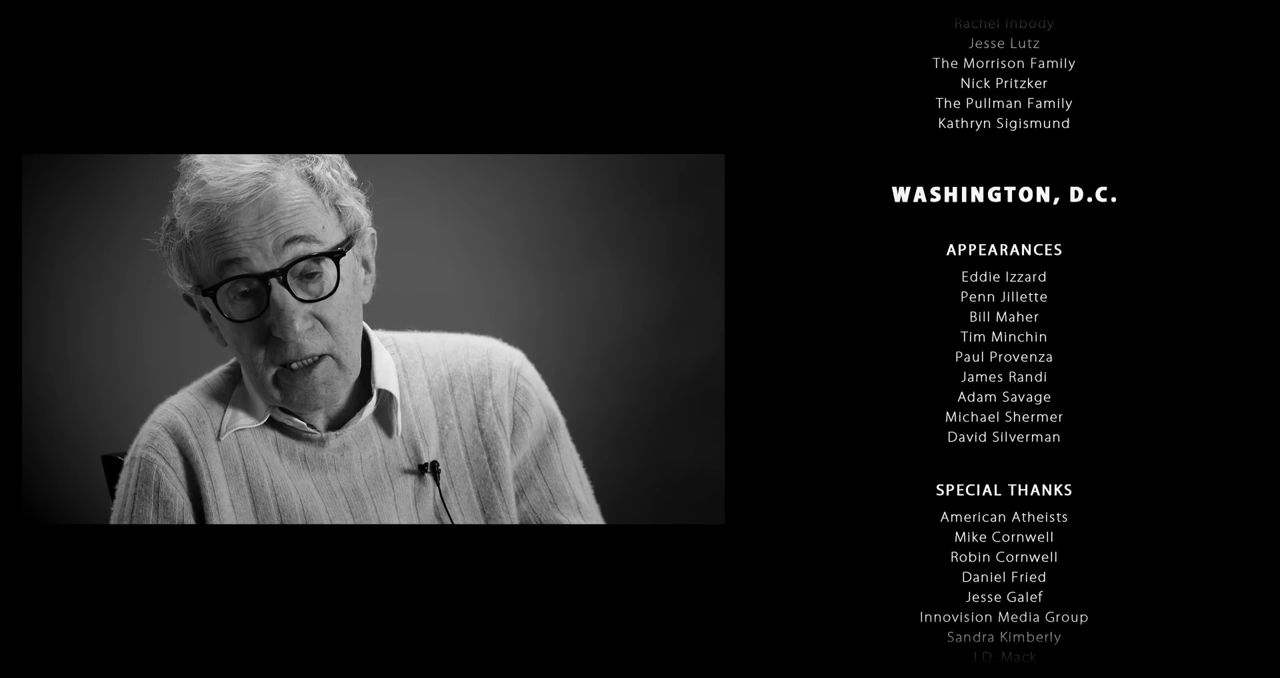 Rachel Inbody
Jesse Lutz
The Morrison Family
Nick Pritzker
The Pullman Family
Kathryn Sigismund
WASHINGTON, D.C.
APPEARANCES
Eddie Izzard
Penn Jillette
Bill Maher
Tim Minchin
Paul Provenza
James Randi
Adam Savage
Michael Shermer
David Silverman
SPECIAL THANKS
American Atheists
Mike Cornwell
Robin Cornwell
Daniel Fried
Jesse Galef
Innovision Media Group
Sandra Kimberly
J.D. Mack